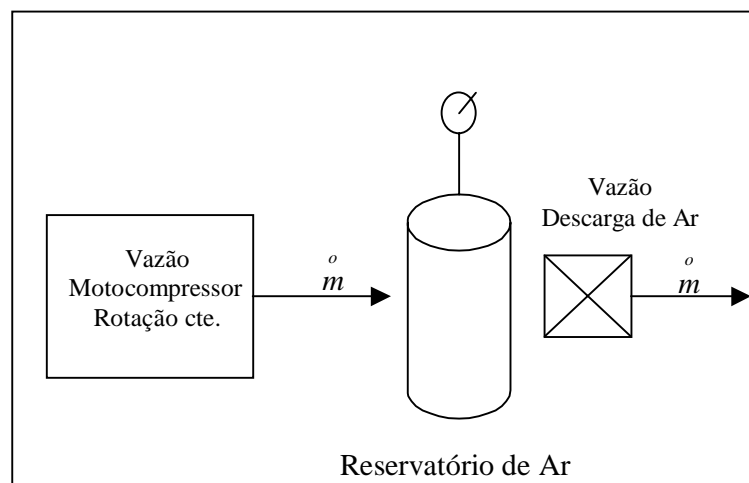 Vazão
Motocompressor
Rotação cte.
o
m
Vazão
Descarga de Ar
o
m
Reservatório de Ar